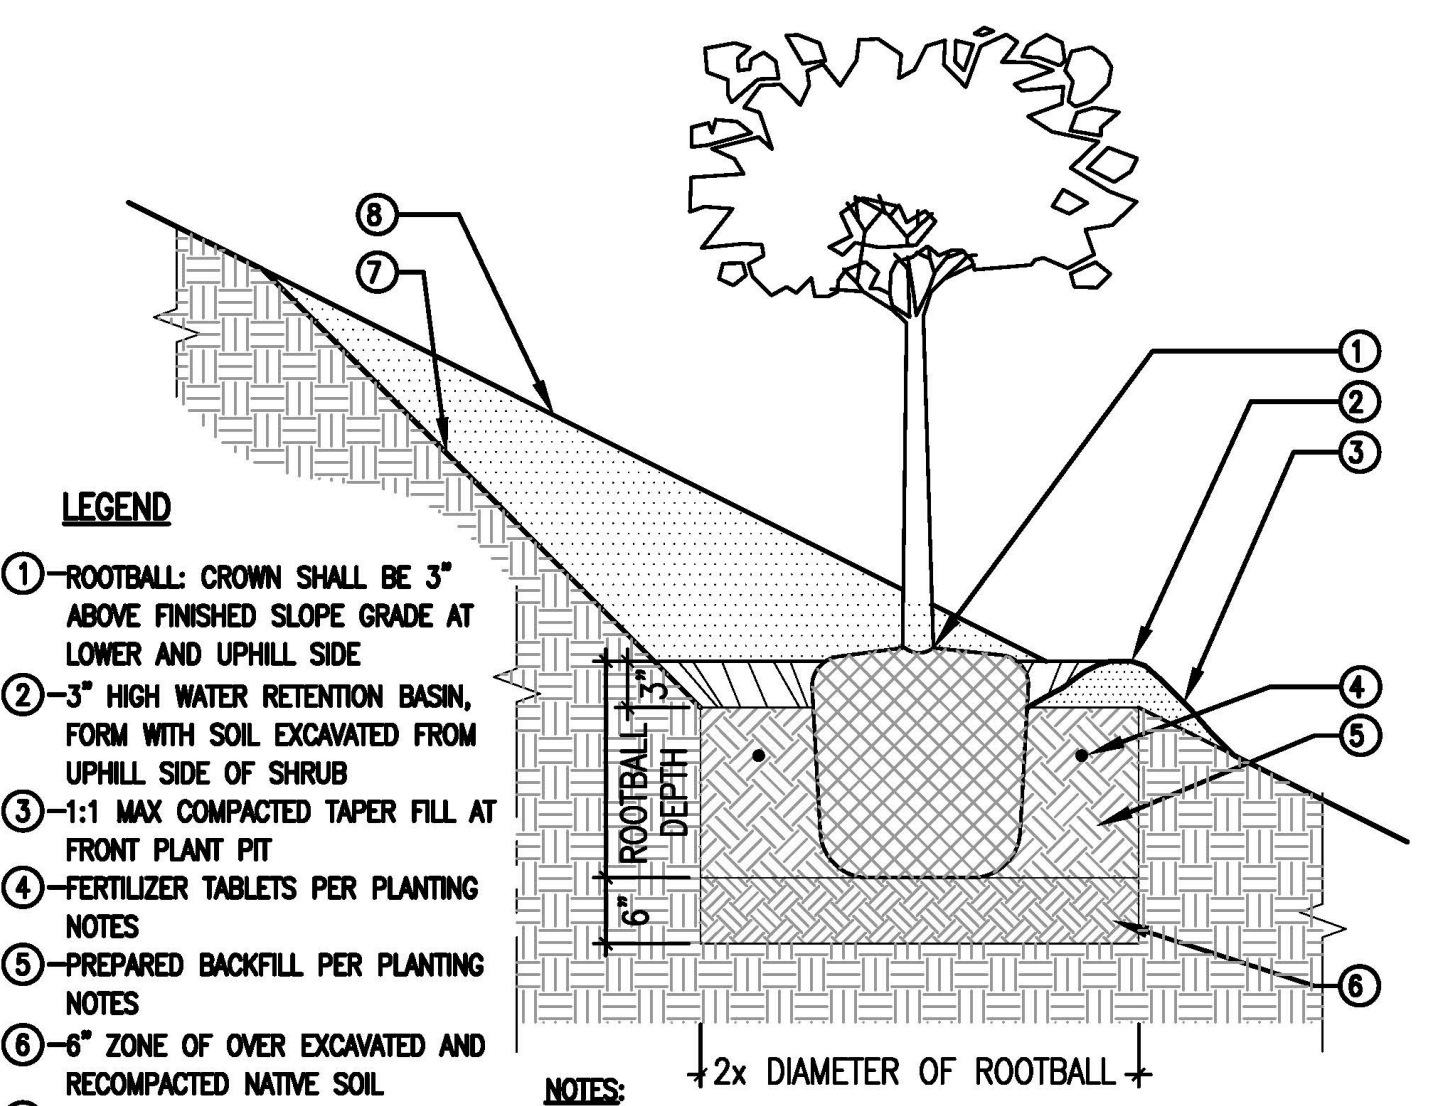 8
7
1
2
3
LEGEND
1 ROOTBALL: CROWN SHALL BE 3"
ABOVE FINISHED SLOPE GRADE AT
LOWER AND UPHILL SIDE
2 3" HIGH WATER RETENTION BASIN,
FORM WITH SOIL EXCAVATED FROM
UPHILL SIDE OF SHRUB
3 1:1 MAX COMPACTED TAPER FILL AT
FRONT PLANT PIT
4 FERTILIZER TABLETS PER PLANTING
NOTES
5 PREPARED BACKFILL PER PLANTING
NOTES
6 6" ZONE OF OVER EXCAVATED AND
RECOMPACTED NATIVE SOIL
3"
ROOTBALL
DEPTH
6"
4
5
6
2x DIAMETER OF ROOTBALL
NOTES: